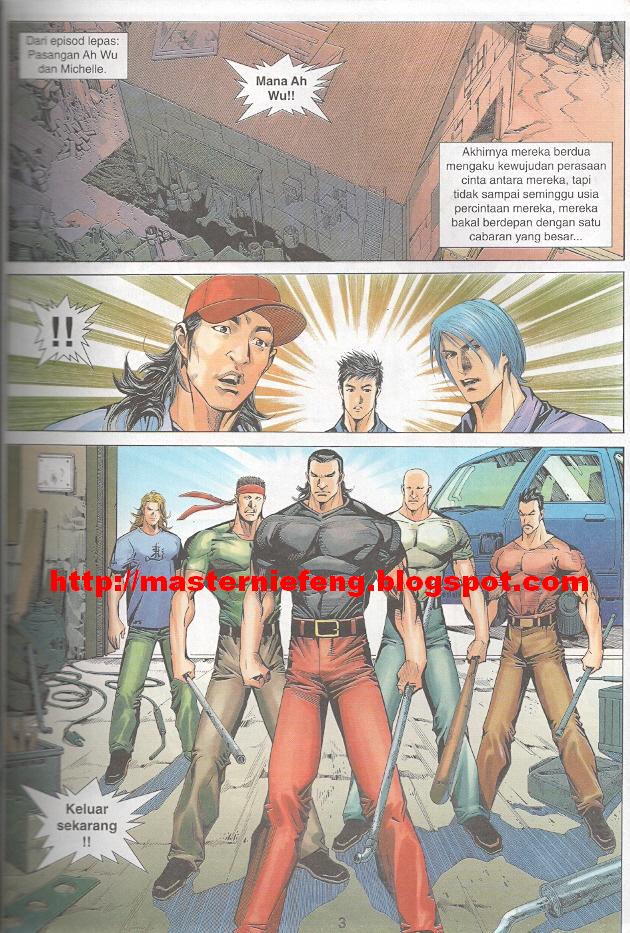 Dari episod lepas:
Pasangan Ah Wu
dan Michelle.
Mana Ah
Wu!!
Akhirnya mereka berdua
mengaku kewujudan perasaan
cinta antara mereka, tapi
tidak sampai seminggu usia
percintaan mereka, mereka
bakal berdepan dengan satu
cabaran yang besar...
!!
http://masterniefeng.blogspot.com
Keluar
sekarang
!!
3